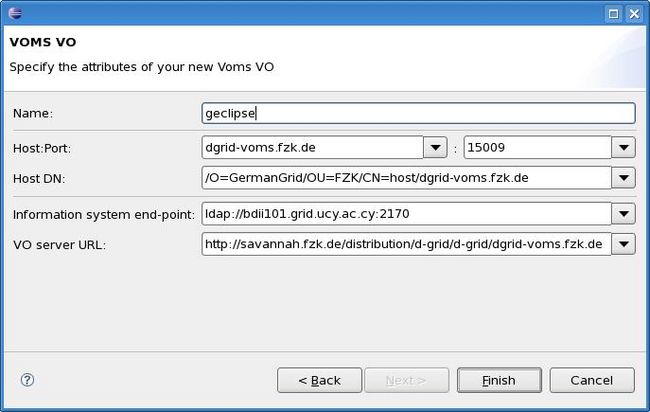 VOMS VO
Specify the attributes of your new Voms VO
Name: geclipse
Host:Port: dgrid-voms.fzk.de : 15009
Host DN: /O=GermanGrid/OU=FZK/CN=host/dgrid-voms.fzk.de
Information system end-point: ldap://bdii101.grid.ucy.ac.cy:2170
VO server URL: http://savannah.fzk.de/distribution/d-grid/d-grid/dgrid-voms.fzk.de
? < Back Next > Finish Cancel